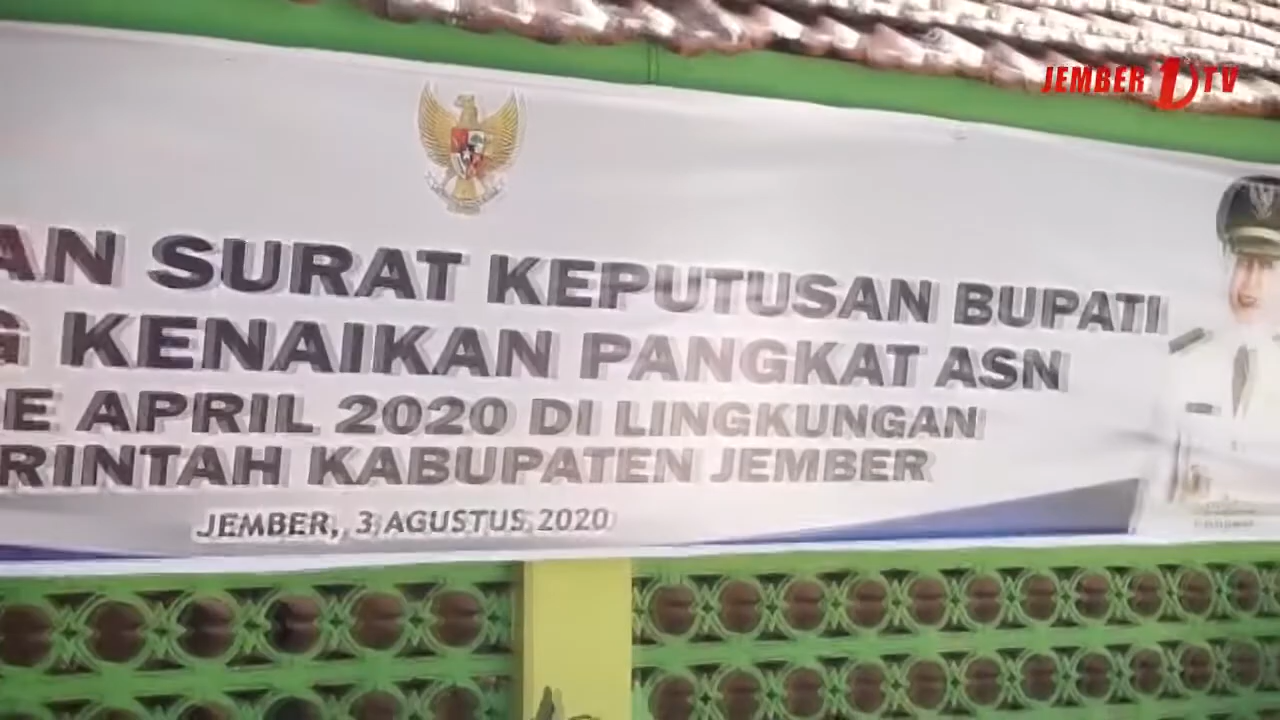 JEMBER 1 TV
AN SURAT KEPUTUSAN BUPATI
G KENAIKAN PANGKAT ASN
E APRIL 2020 DI LINGKUNGAN
RINTAH KABUPATEN JEMBER
JEMBER,, 3 AGUSTUS 2020